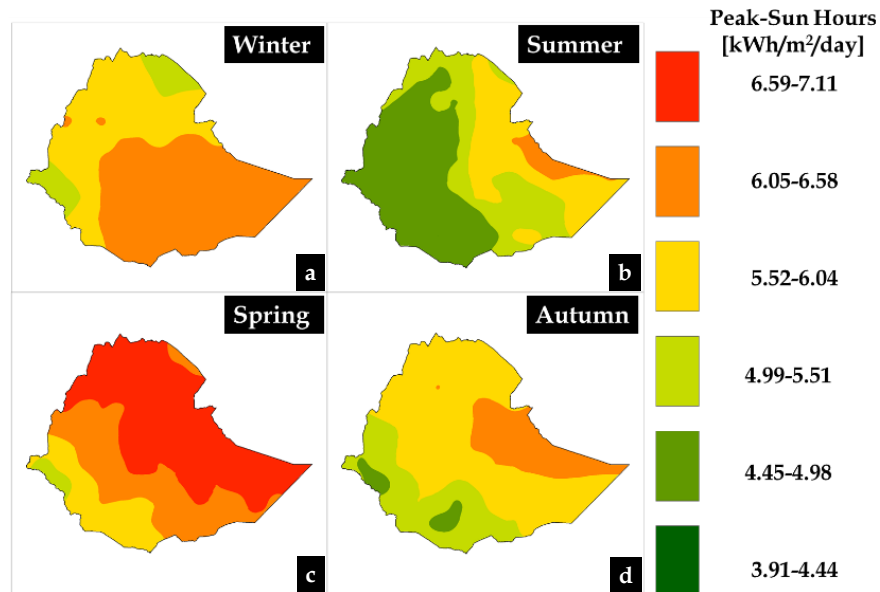 Winter
a
Summer
b
Spring
c
Autumn
d
Peak-Sun Hours
[kWh/m²/day]
6.59-7.11
6.05-6.58
5.52-6.04
4.99-5.51
4.45-4.98
3.91-4.44